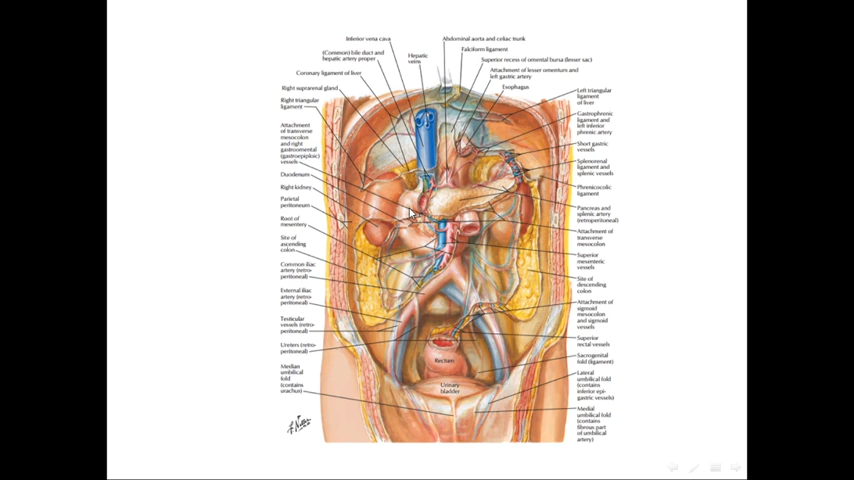 Inferior vena cava
(Common) bile duct and
hepatic artery proper
Coronary ligament of liver
Right suprarenal gland
Right triangular
ligament
Attachment
of transverse
mesocolon
and right
gastroomental
(gastroepiploic)
vessels
Duodenum
Right kidney
Parietal
peritoneum
Root of
mesentery
Site of
ascending
colon
Common iliac
artery (retro-
peritoneal)
External iliac
artery (retro-
peritoneal)
Testicular
vessels (retro-
peritoneal)
Ureters (retro-
peritoneal)
Median
umbilical
fold
(contains
urachus)
Hepatic
veins
Abdominal aorta and celiac trunk
Falciform ligament
Superior recess of omental bursa (lesser sac)
Attachment of lesser omentum and
left gastric artery
Esophagus
Left triangular
ligament
of liver
Gastrophrenic
ligament and
left inferior
phrenic artery
Short gastric
vessels
Splenorenal
ligament and
splenic vessels
Phrenicocolic
ligament
Pancreas and
splenic artery
(retroperitoneal)
Attachment of
transverse
mesocolon
Superior
mesenteric
vessels
Site of
descending
colon
Attachment of
sigmoid
mesocolon
and sigmoid
vessels
Superior
rectal vessels
Sacrogenital
fold (ligament)
Lateral
umbilical fold
(contains
inferior epi-
gastric vessels)
Medial
umbilical fold
(contains
fibrous part
of umbilical
artery)
Rectum
Urinary
bladder